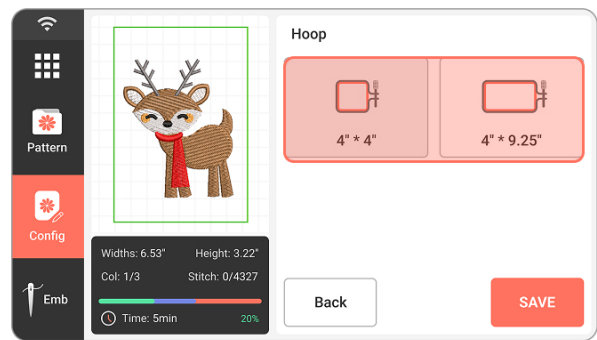 Pattern
Config
Emb
Widths: 6.53" Height: 3.22"
Col: 1/3 Stitch: 0/4327
Time: 5min 20%
Hoop
4" * 4" 4" * 9.25"
Back SAVE